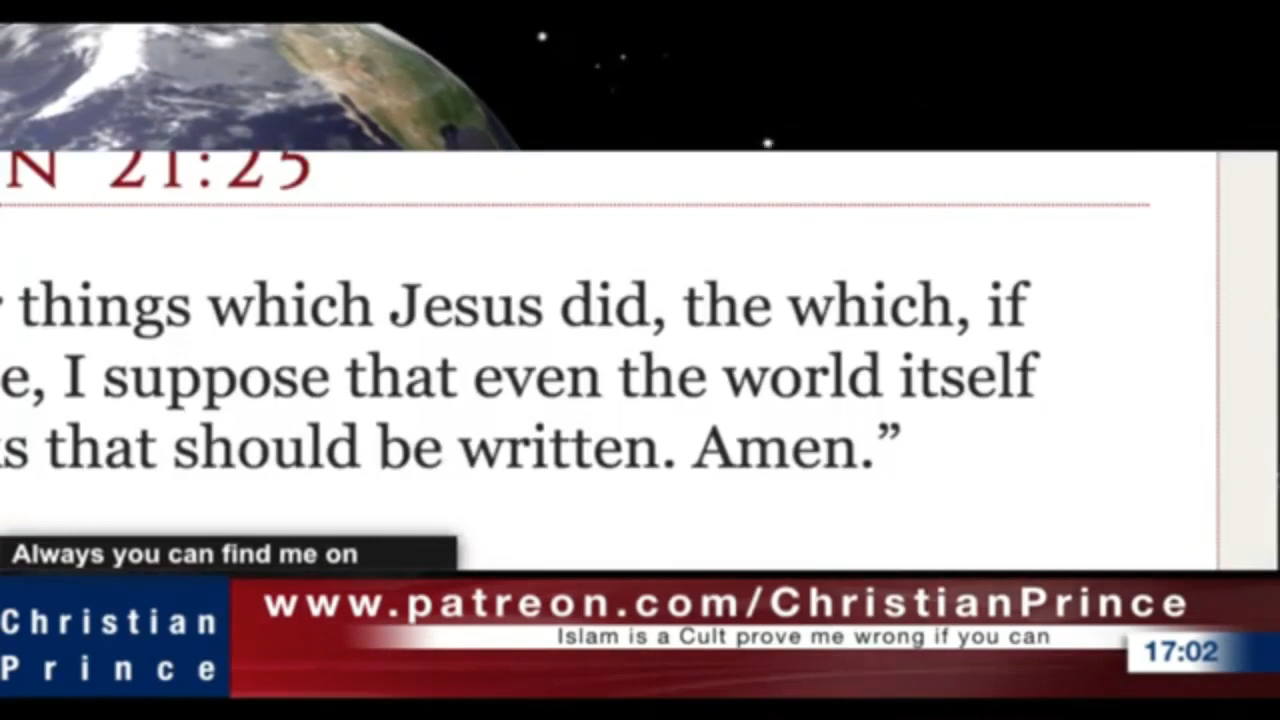 N 21:25
things which Jesus did, the which, if
e, I suppose that even the world itself
s that should be written. Amen.”
Always you can find me on
Christian
Prince
www.patreon.com/ChristianPrince
Islam is a Cult prove me wrong if you can
17:02